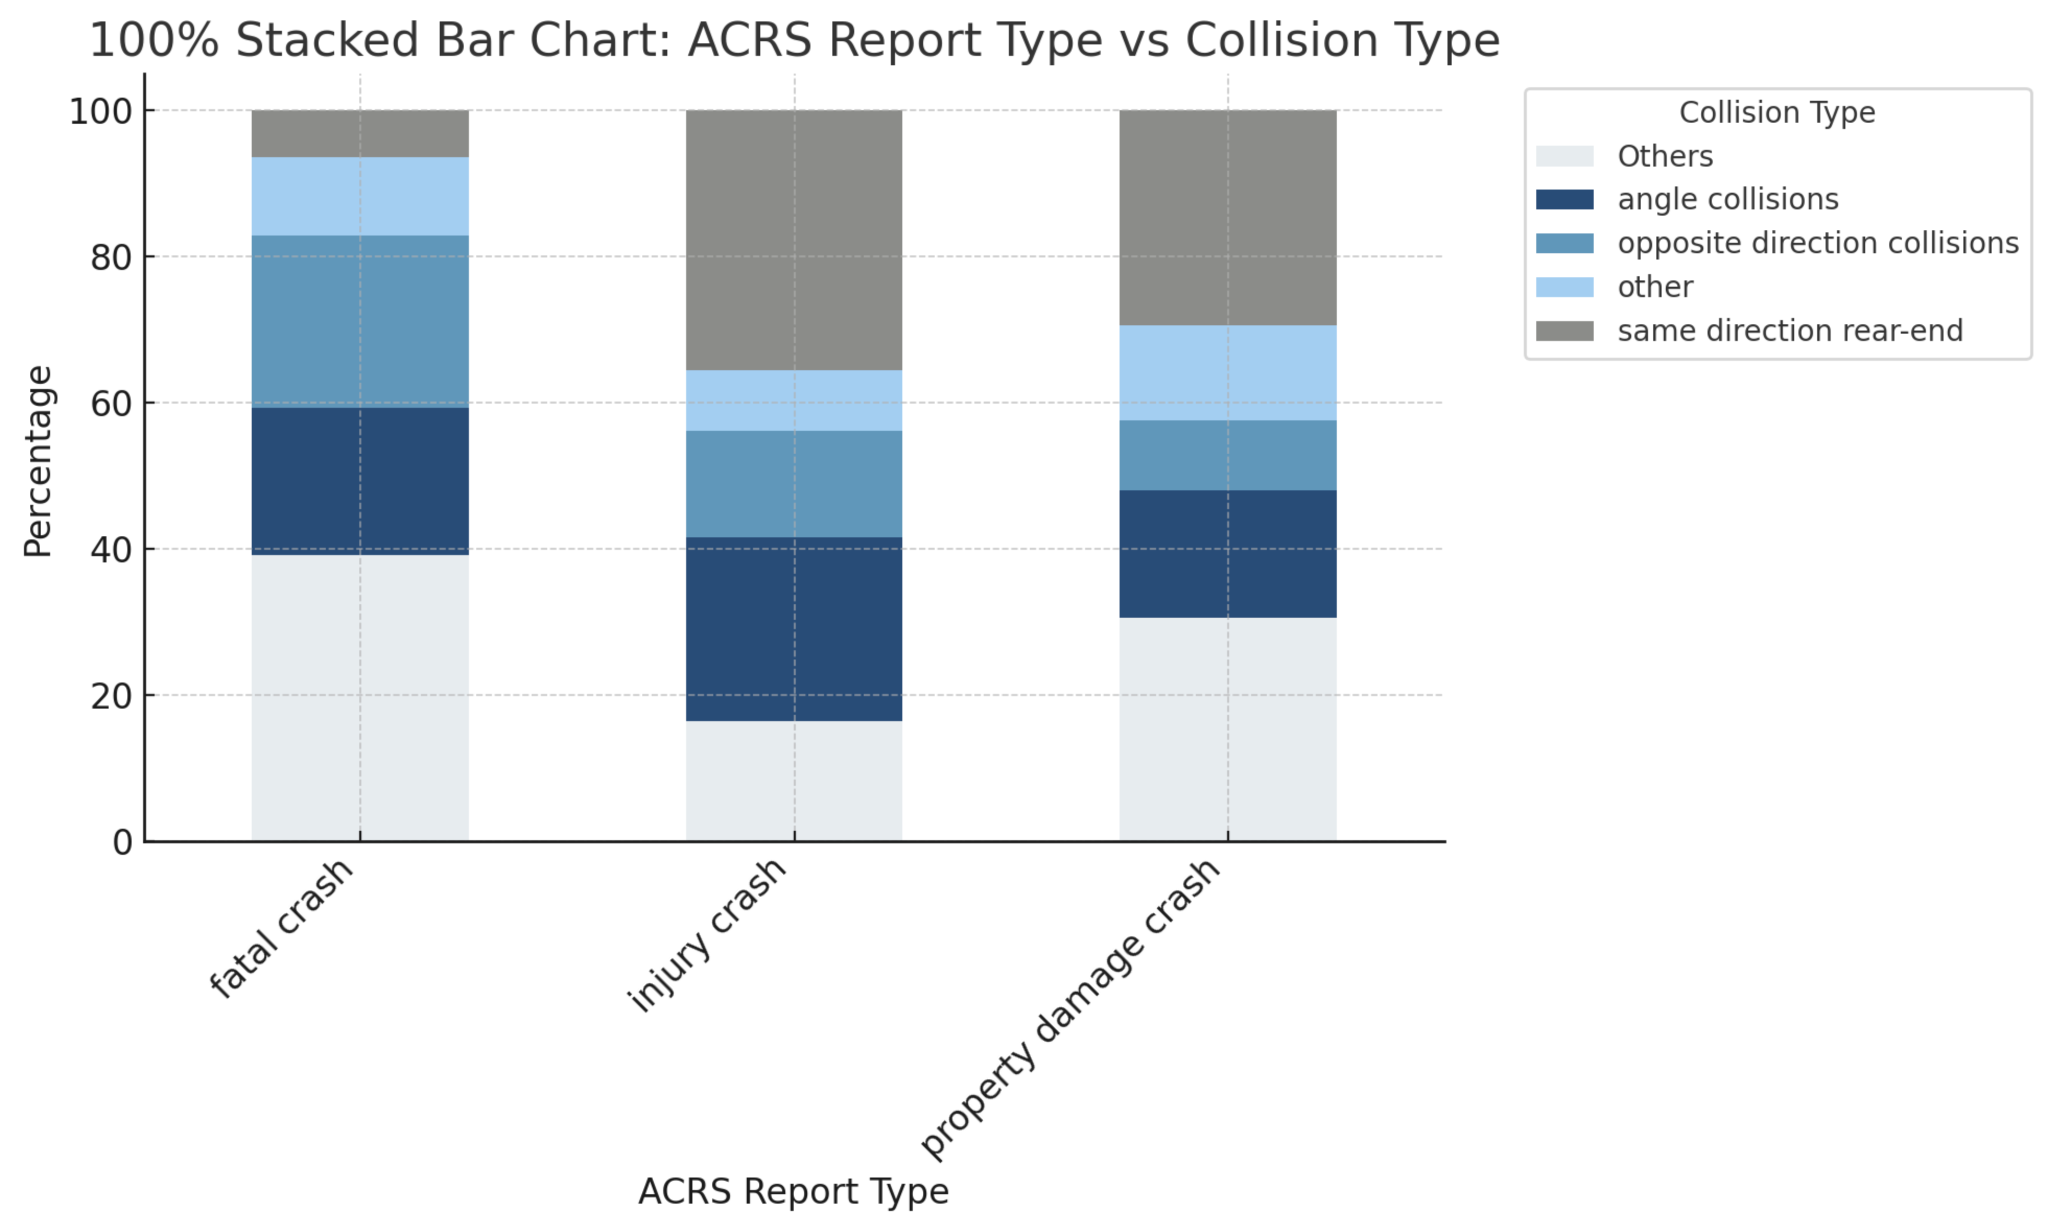 100% Stacked Bar Chart: ACRS Report Type vs Collision Type
Percentage
100
80
60
40
20
0
fatal crash
injury crash
property damage crash
ACRS Report Type
Collision Type
Others
angle collisions
opposite direction collisions
other
same direction rear-end